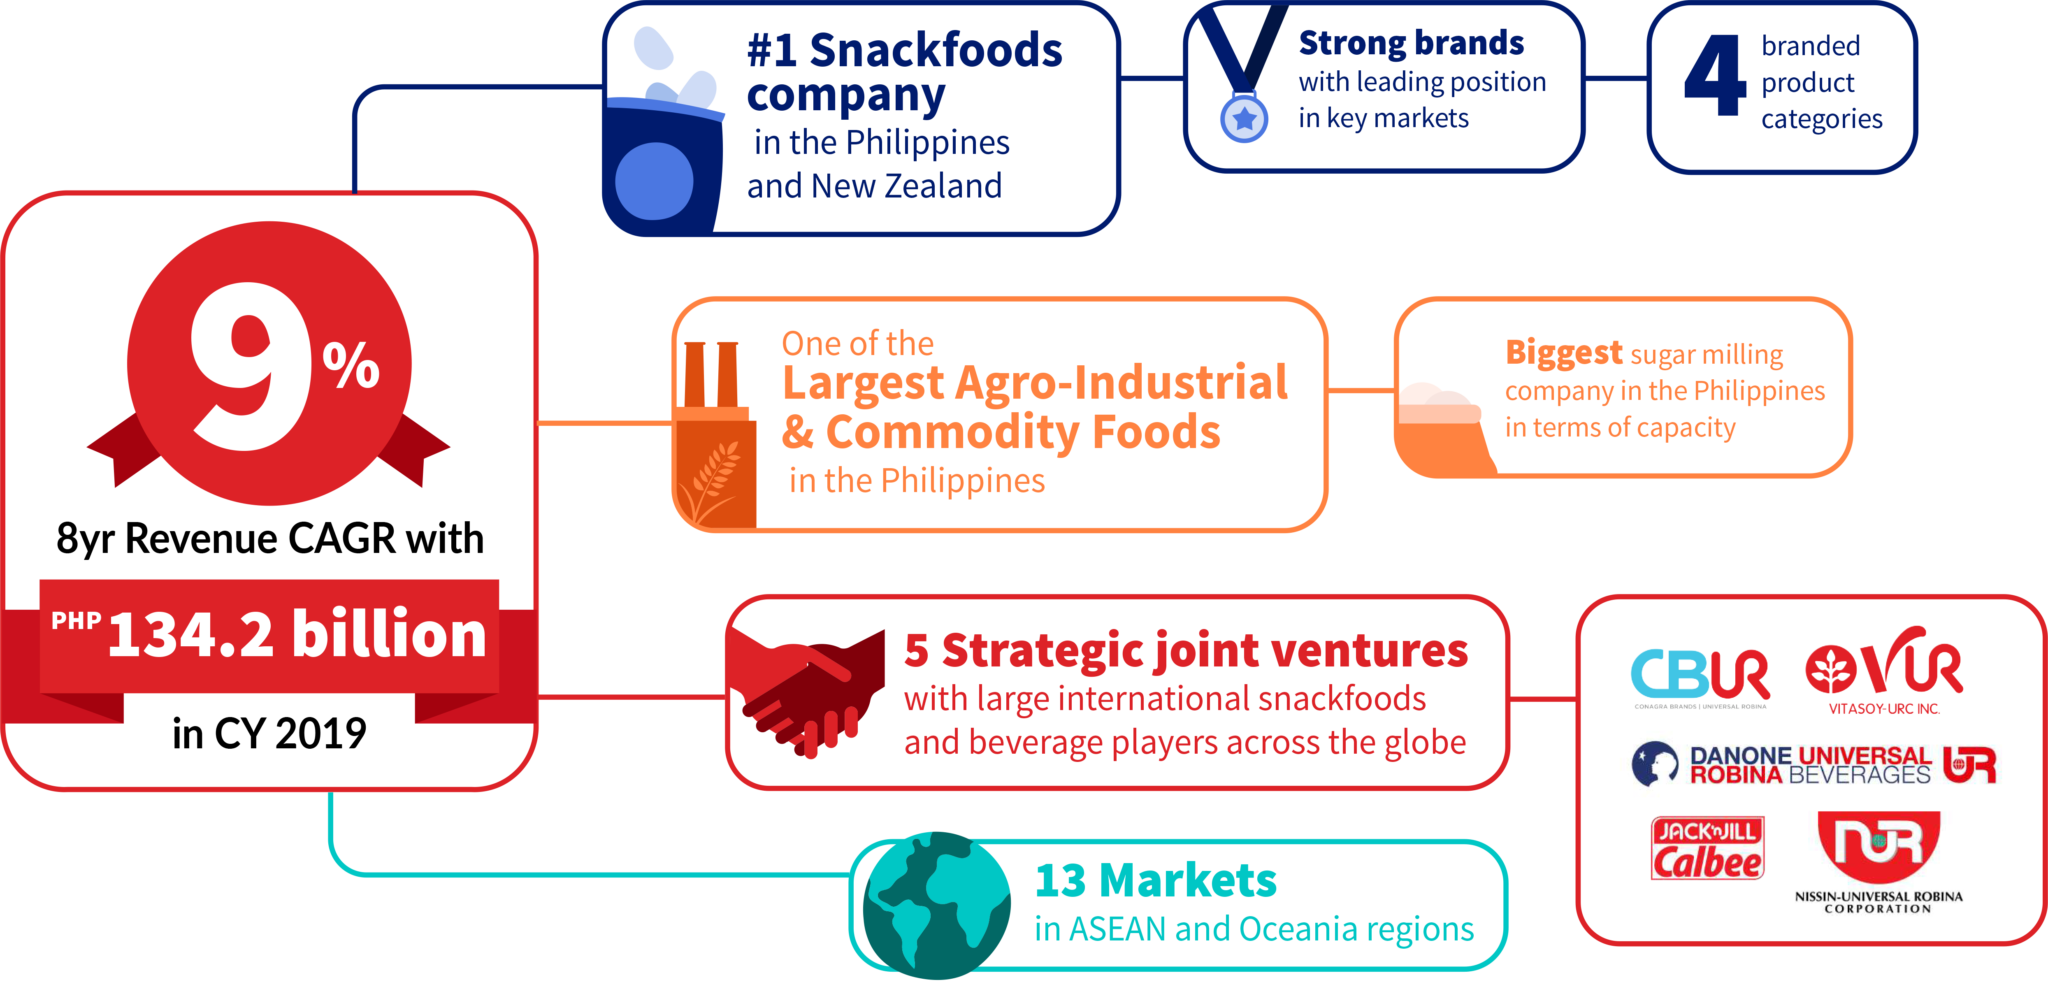 9%
8yr Revenue CAGR with
PHP 134.2 billion
in CY 2019
#1 Snackfoods
company
in the Philippines
and New Zealand
Strong brands
with leading position
in key markets
4
branded
product
categories
One of the
Largest Agro-Industrial
& Commodity Foods
in the Philippines
Biggest sugar milling
company in the Philippines
in terms of capacity
5 Strategic joint ventures
with large international snackfoods
and beverage players across the globe
CBUR
CONAGRA BRANDS | UNIVERSAL ROBINA
VUR
VITASOY-URC INC.
DANONE UNIVERSAL
ROBINA BEVERAGES
UR
JACK'nJILL
Calbee
NUR
NISSIN-UNIVERSAL ROBINA
CORPORATION
13 Markets
in ASEAN and Oceania regions